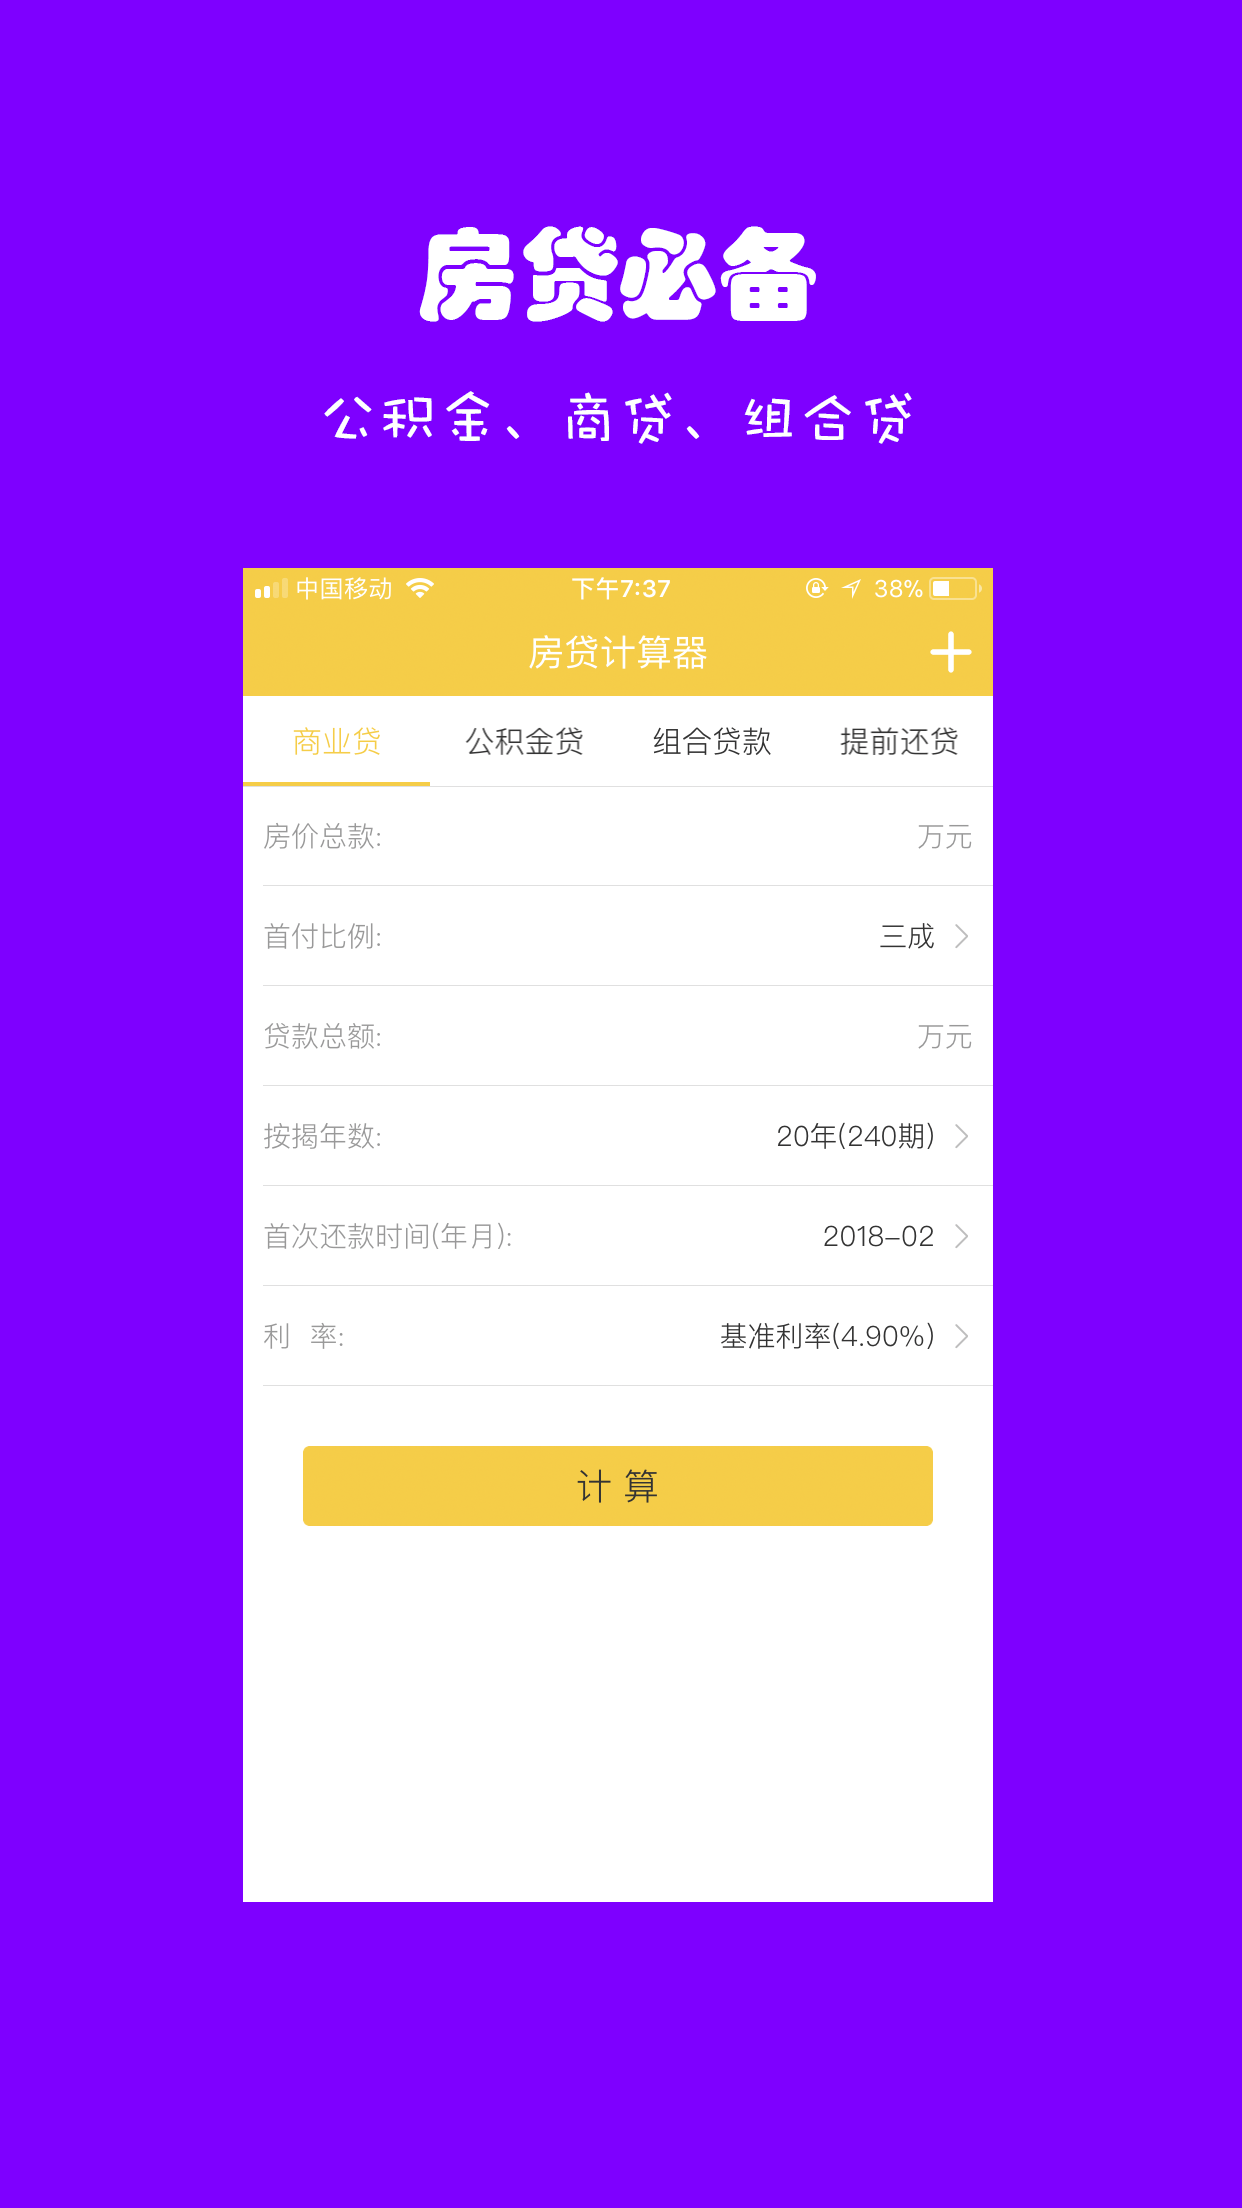 房贷必备
公积金、商贷、组合贷
中国移动 下午7:37 38%
房贷计算器
商业贷 公积金贷 组合贷款 提前还贷
房价总款: 万元
首付比例: 三成
贷款总额: 万元
按揭年数: 20年(240期)
首次还款时间(年月): 2018-02
利 率: 基准利率(4.90%)
计 算